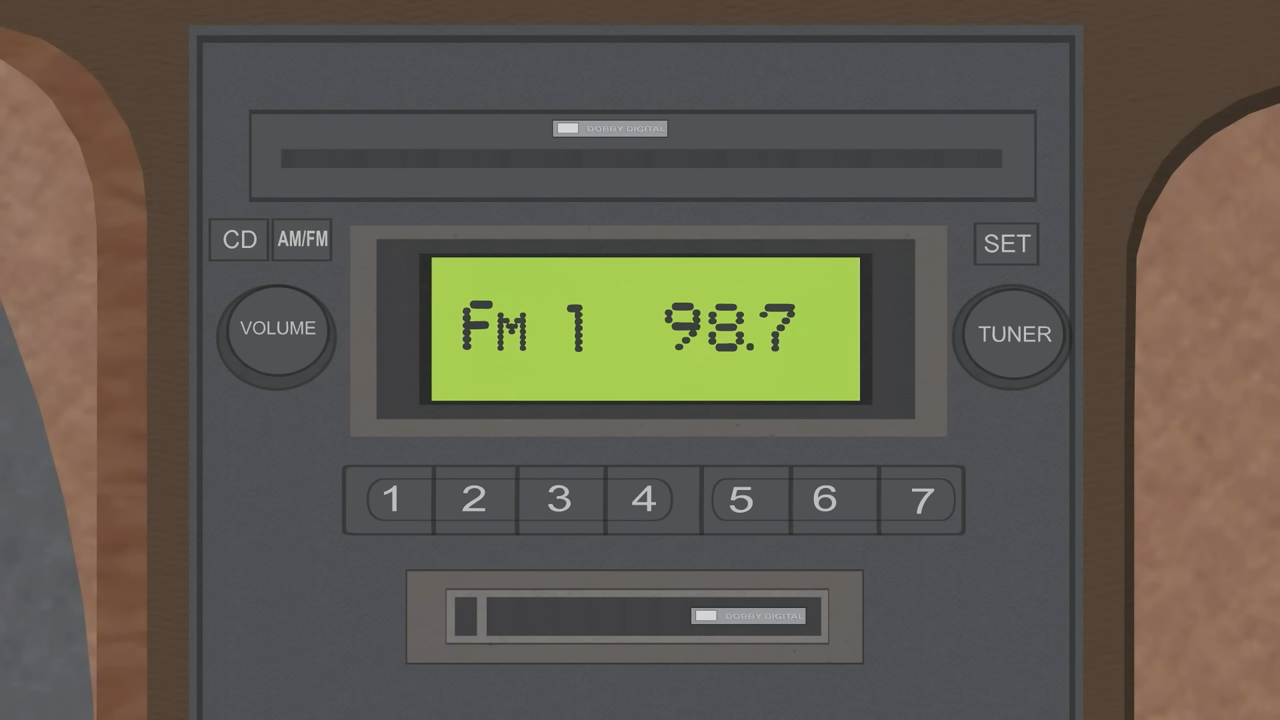 DOBBY DIGITAL
CD AM/FM SET
VOLUME FM 1 98.7 TUNER
1 2 3 4 5 6 7
DOBBY DIGITAL